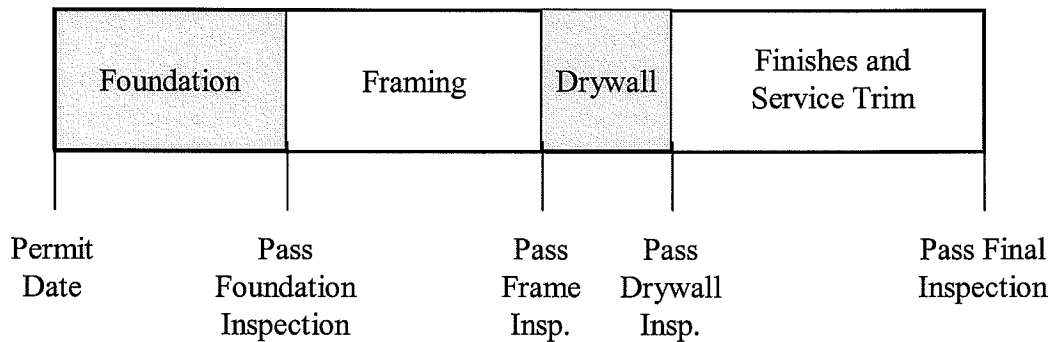 Foundation
Framing
Drywall
Finishes and
Service Trim
Permit
Date
Pass
Foundation
Inspection
Pass
Frame
Insp.
Pass
Drywall
Insp.
Pass Final
Inspection